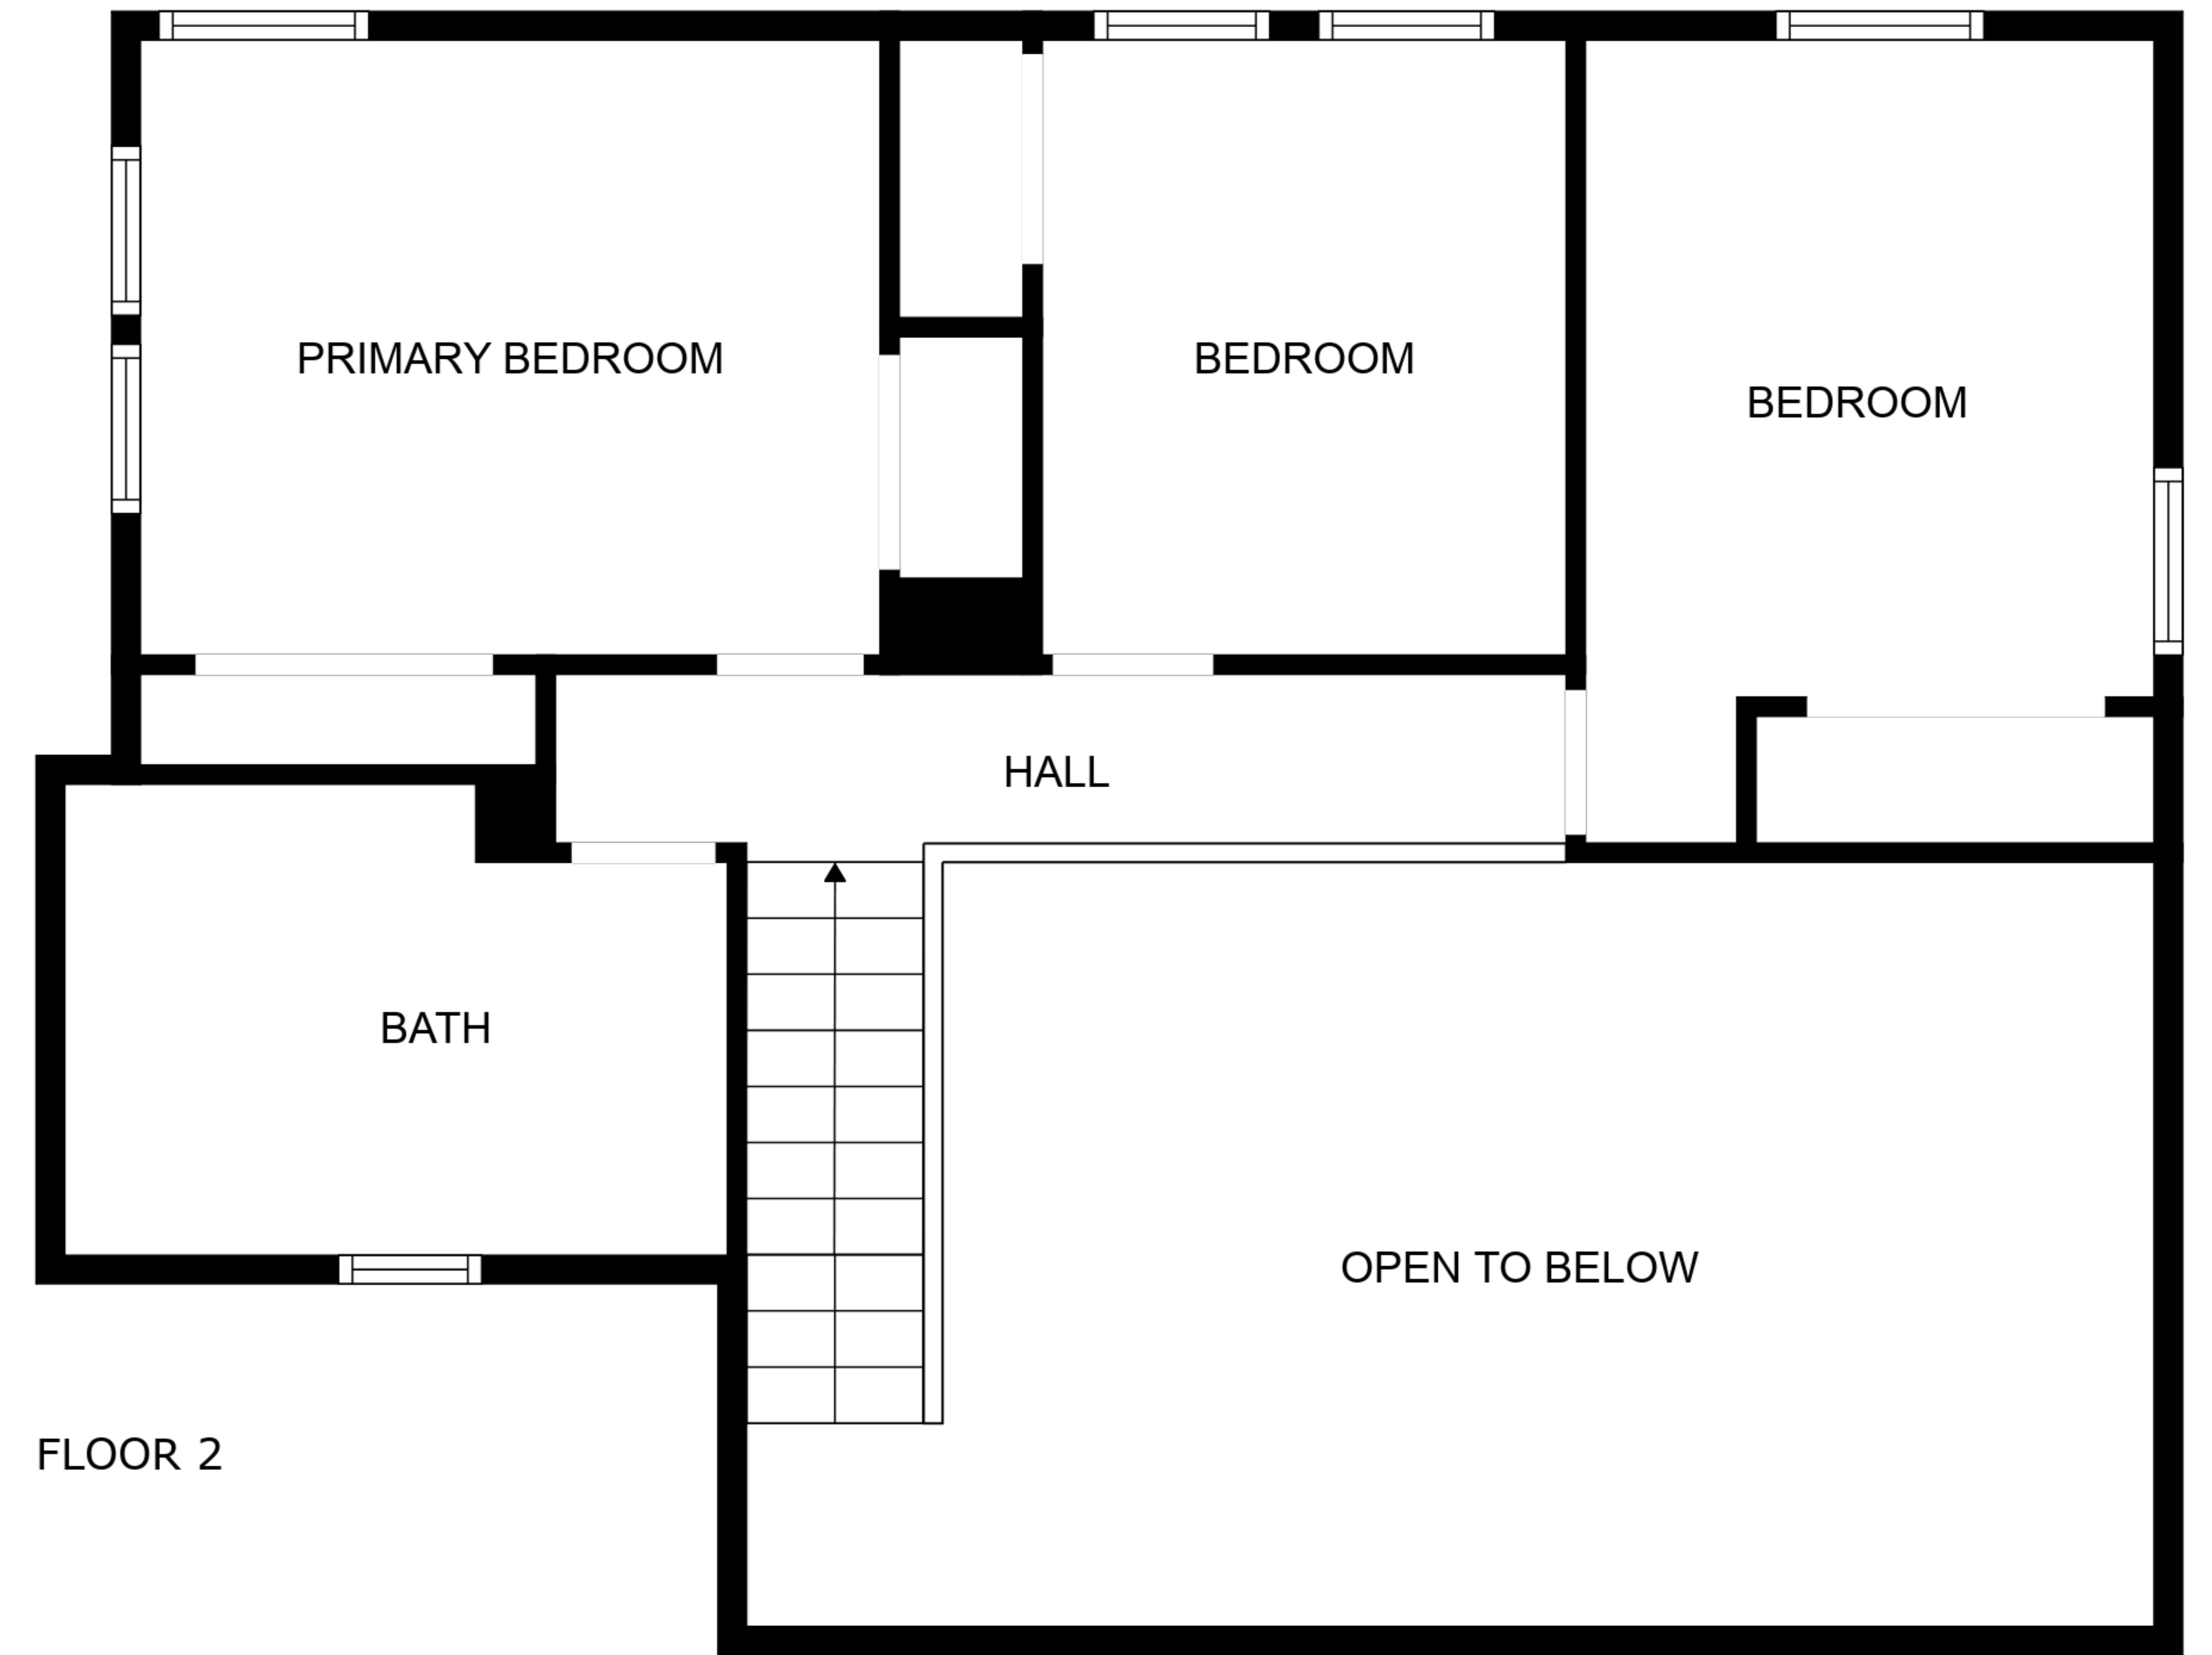 PRIMARY BEDROOM
BEDROOM
BEDROOM
HALL
BATH
OPEN TO BELOW
FLOOR 2